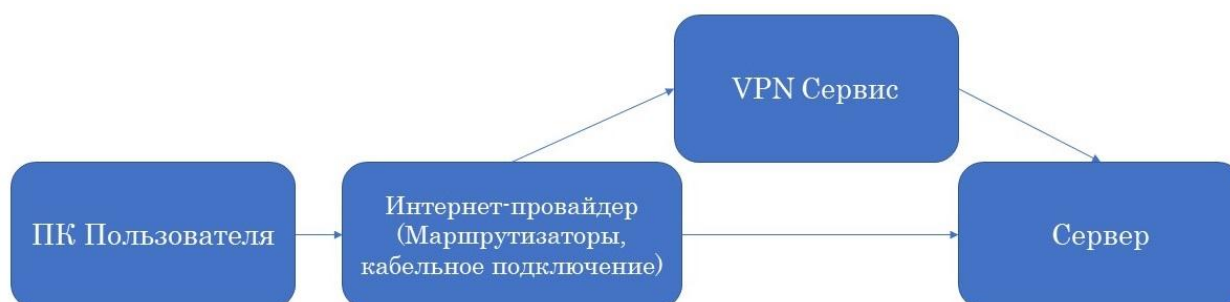 VPN Сервис
ПК Пользователя
Интернет-провайдер
(Маршрутизаторы,
кабельное подключение)
Сервер